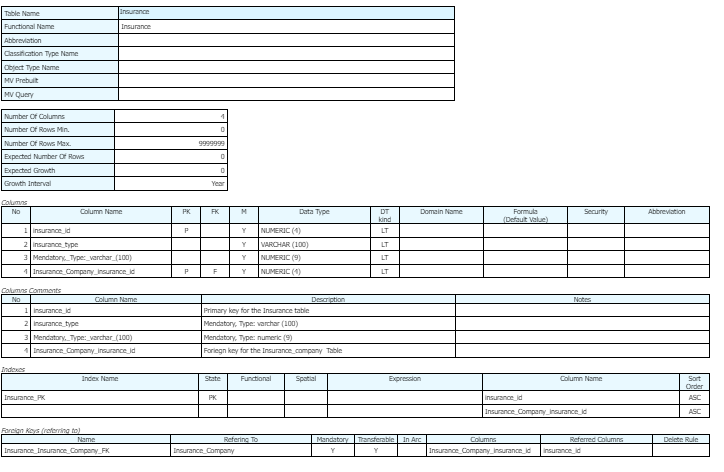 Table Name Insurance
Functional Name Insurance
Abbreviation
Classification Type Name
Object Type Name
MV Prebuilt
MV Query
Number Of Columns 4
Number Of Rows Min. 0
Number Of Rows Max. 9999999
Expected Number Of Rows 0
Expected Growth 0
Growth Interval Year
Columns
No Column Name PK FK M Data Type DT kind Domain Name Formula (Default Value) Security Abbreviation
1 insurance_id P Y NUMERIC (4) LT
2 insurance_type Y VARCHAR (100) LT
3 Mendatory,_Type:_varchar_(100) Y NUMERIC (9) LT
4 Insurance_Company_insurance_id P F Y NUMERIC (4) LT
Columns Comments
No Column Name Description Notes
1 insurance_id Primary key for the Insurance table
2 insurance_type Mendatory, Type: varchar (100)
3 Mendatory,_Type:_varchar_(100) Mendatory, Type: numeric (9)
4 Insurance_Company_insurance_id Foriegn key for the Insurance_company Table
Indexes
Index Name State Functional Spatial Expression Column Name Sort Order
Insurance_PK PK insurance_id ASC
Insurance_Company_insurance_id ASC
Foreign Keys (referring to)
Name Refering To Mandatory Transferable In Arc Columns Referred Columns Delete Rule
Insurance_Insurance_Company_FK Insurance_Company Y Y Insurance_Company_insurance_id insurance_id